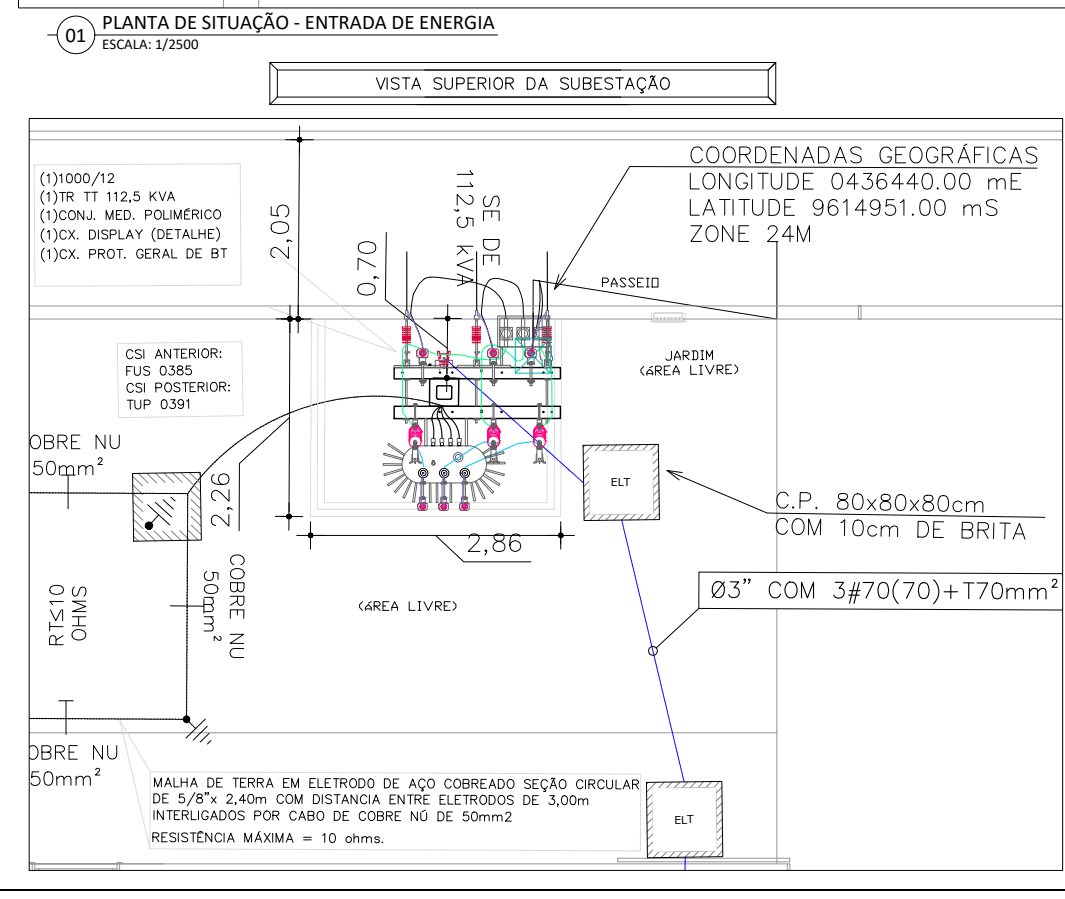 01
PLANTA DE SITUAÇÃO - ENTRADA DE ENERGIA
ESCALA: 1/2500
VISTA SUPERIOR DA SUBESTAÇÃO
(1)1000/12
(1)TR TT 112,5 KVA
(1)CONJ. MED. POLIMÉRICO
(1)CX. DISPLAY (DETALHE)
(1)CX. PROT. GERAL DE BT
2,05
0,70
SE DE
112,5 kVA
COORDENADAS GEOGRÁFICAS
LONGITUDE 0436440.00 mE
LATITUDE 9614951.00 mS
ZONE 24M
PASSEIO
CSI ANTERIOR:
FUS 0385
CSI POSTERIOR:
TUP 0391
JARDIM
(ÁREA LIVRE)
OBRE NU
50mm²
2,26
2,86
ELT
C.P. 80x80x80cm
COM 10cm DE BRITA
COBRE NU
50mm²
RT≤10
OHMS
(ÁREA LIVRE)
Ø3" COM 3#70(70)+T70mm²
OBRE NU
50mm²
MALHA DE TERRA EM ELETRODO DE AÇO COBREADO SEÇÃO CIRCULAR
DE 5/8"x 2,40m COM DISTANCIA ENTRE ELETRODOS DE 3,00m
INTERLIGADOS POR CABO DE COBRE NÚ DE 50mm2
RESISTÊNCIA MÁXIMA = 10 ohms.
ELT